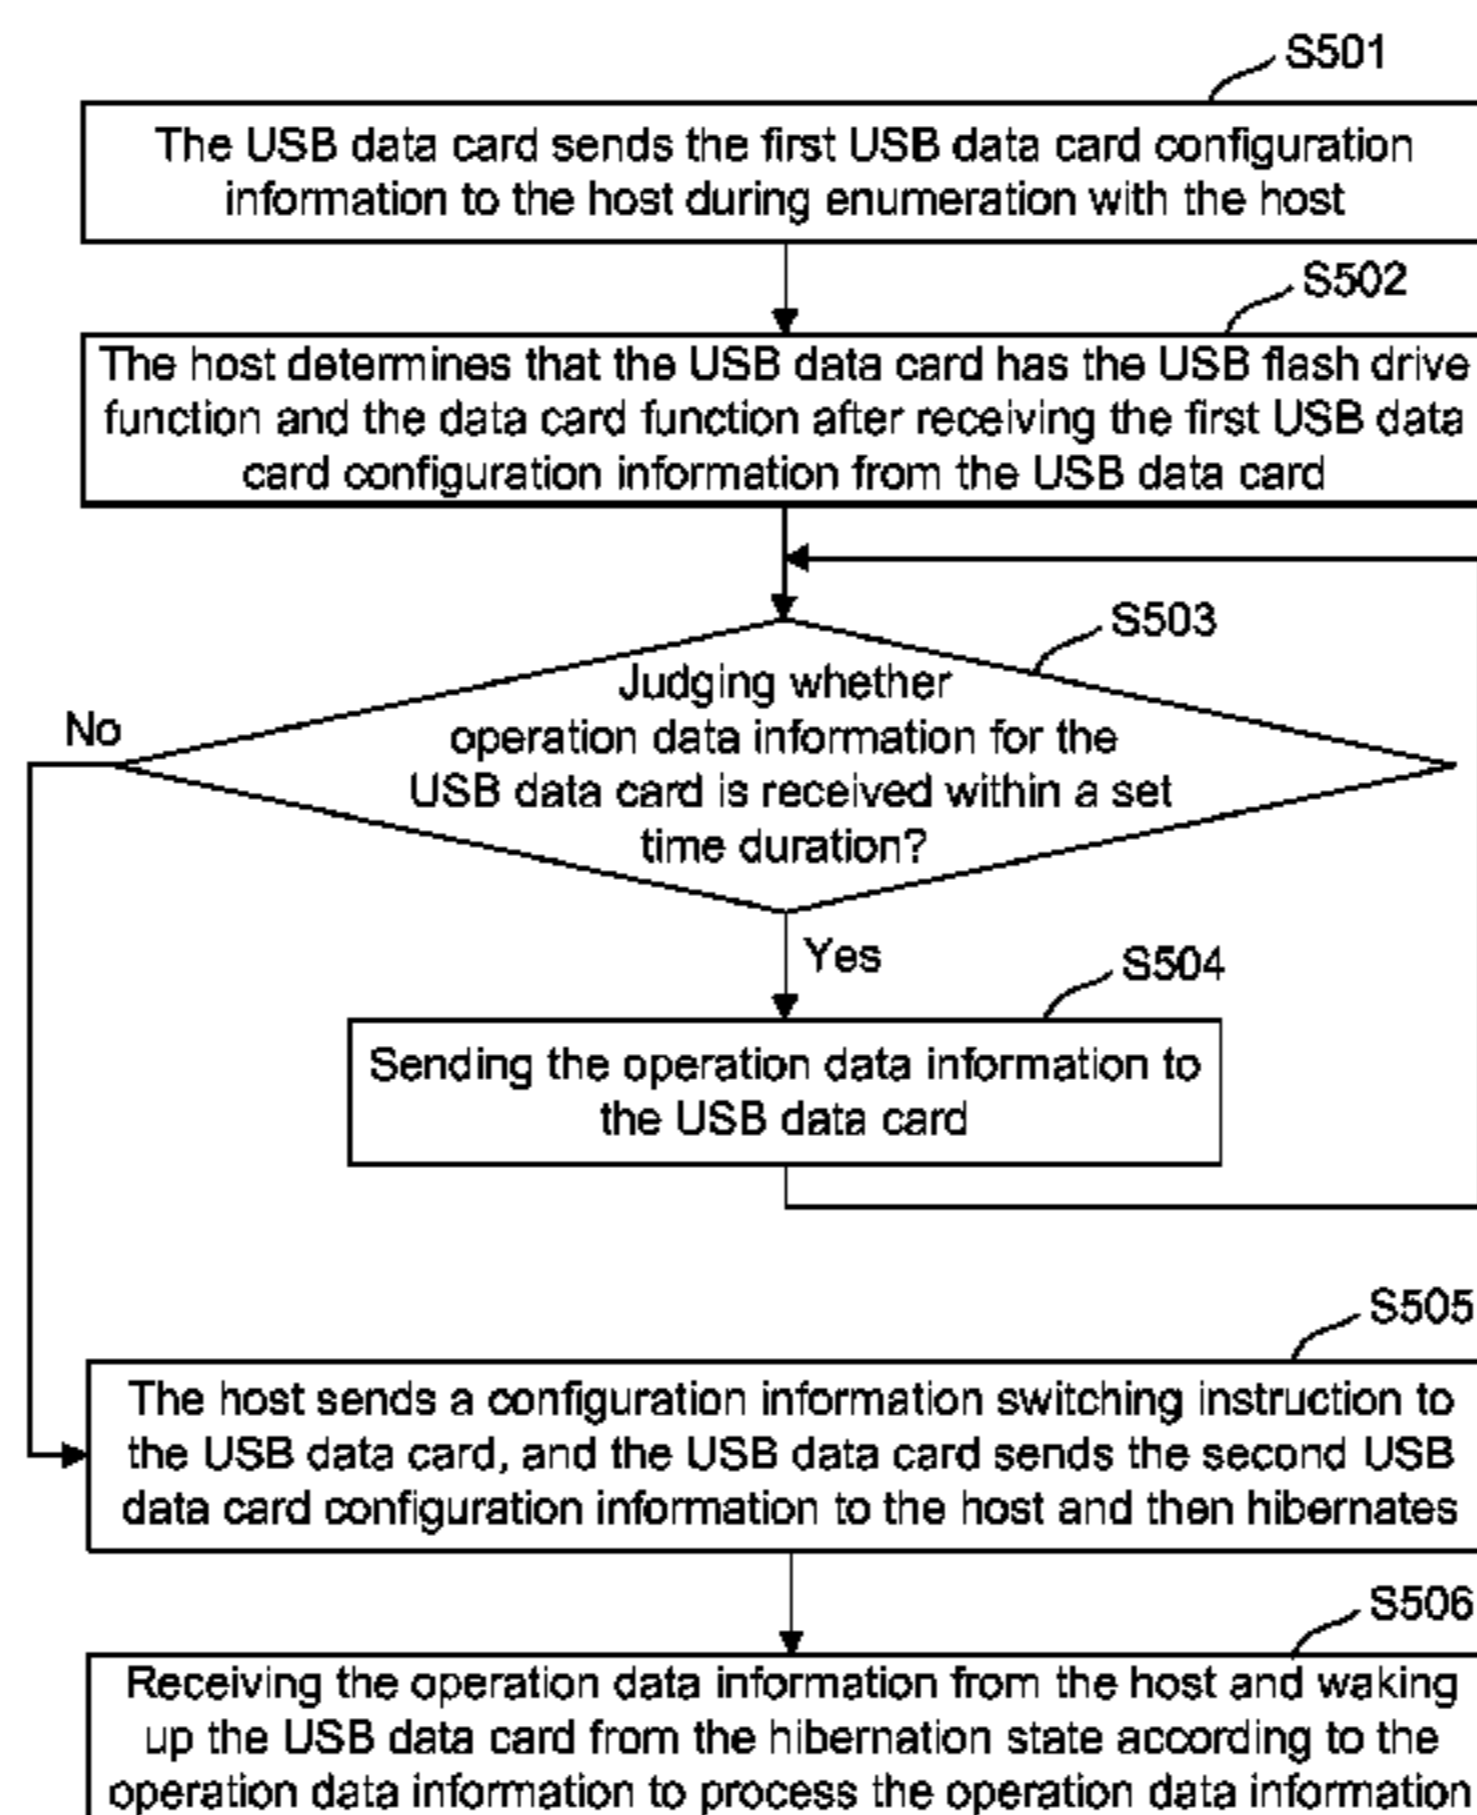 S501
The USB data card sends the first USB data card configuration
information to the host during enumeration with the host
S502
The host determines that the USB data card has the USB flash drive
function and the data card function after receiving the first USB data
card configuration information from the USB data card
S503
Judging whether
No
operation data information for the
USB data card is received within a set
time duration?
Yes
S504
Sending the operation data information to
the USB data card
S505
The host sends a configuration information switching instruction to
the USB data card, and the USB data card sends the second USB
data card configuration information to the host and then hibernates
S506
Receiving the operation data information from the host and waking
up the USB data card from the hibernation state according to the
operation data information to process the operation data information